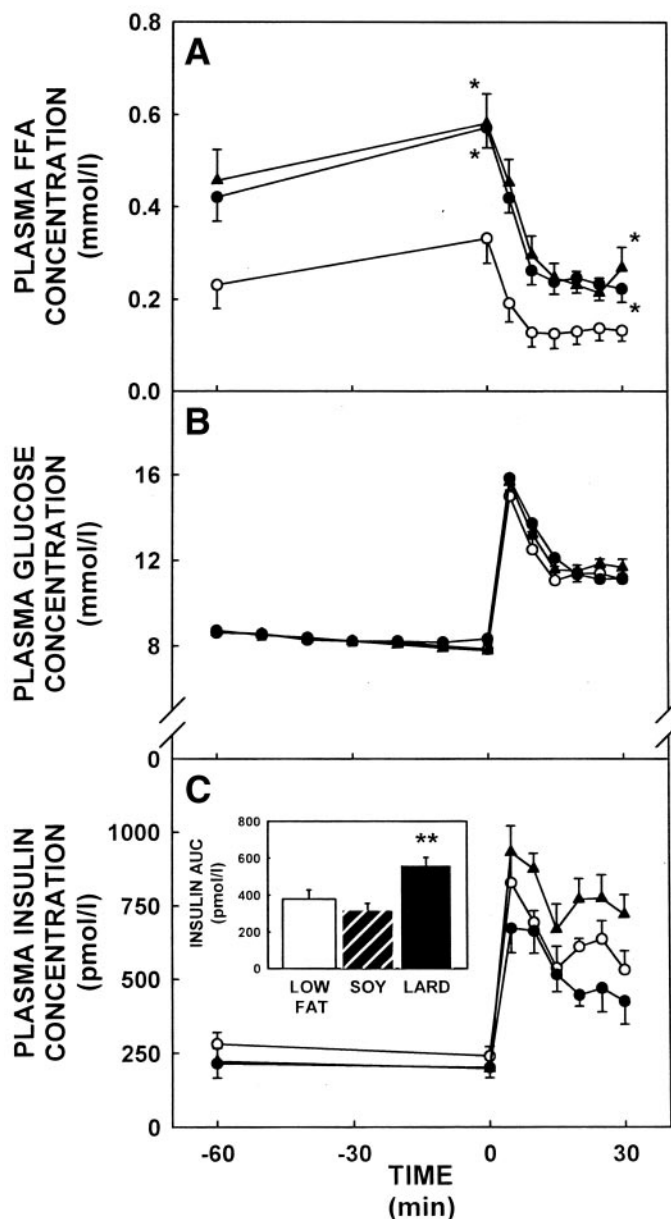 A
PLASMA FFA
CONCENTRATION
(mmol/l)
0.8
0.6
0.4
0.2
0.0
*
*
*
*
B
PLASMA GLUCOSE
CONCENTRATION
(mmol/l)
16
12
8
0
C
PLASMA INSULIN
CONCENTRATION
(pmol/l)
1000
750
500
250
0
INSULIN AUC
(pmol/l)
800
600
400
200
0
**
LOW FAT
SOY
LARD
-60
-30
0
30
TIME
(min)